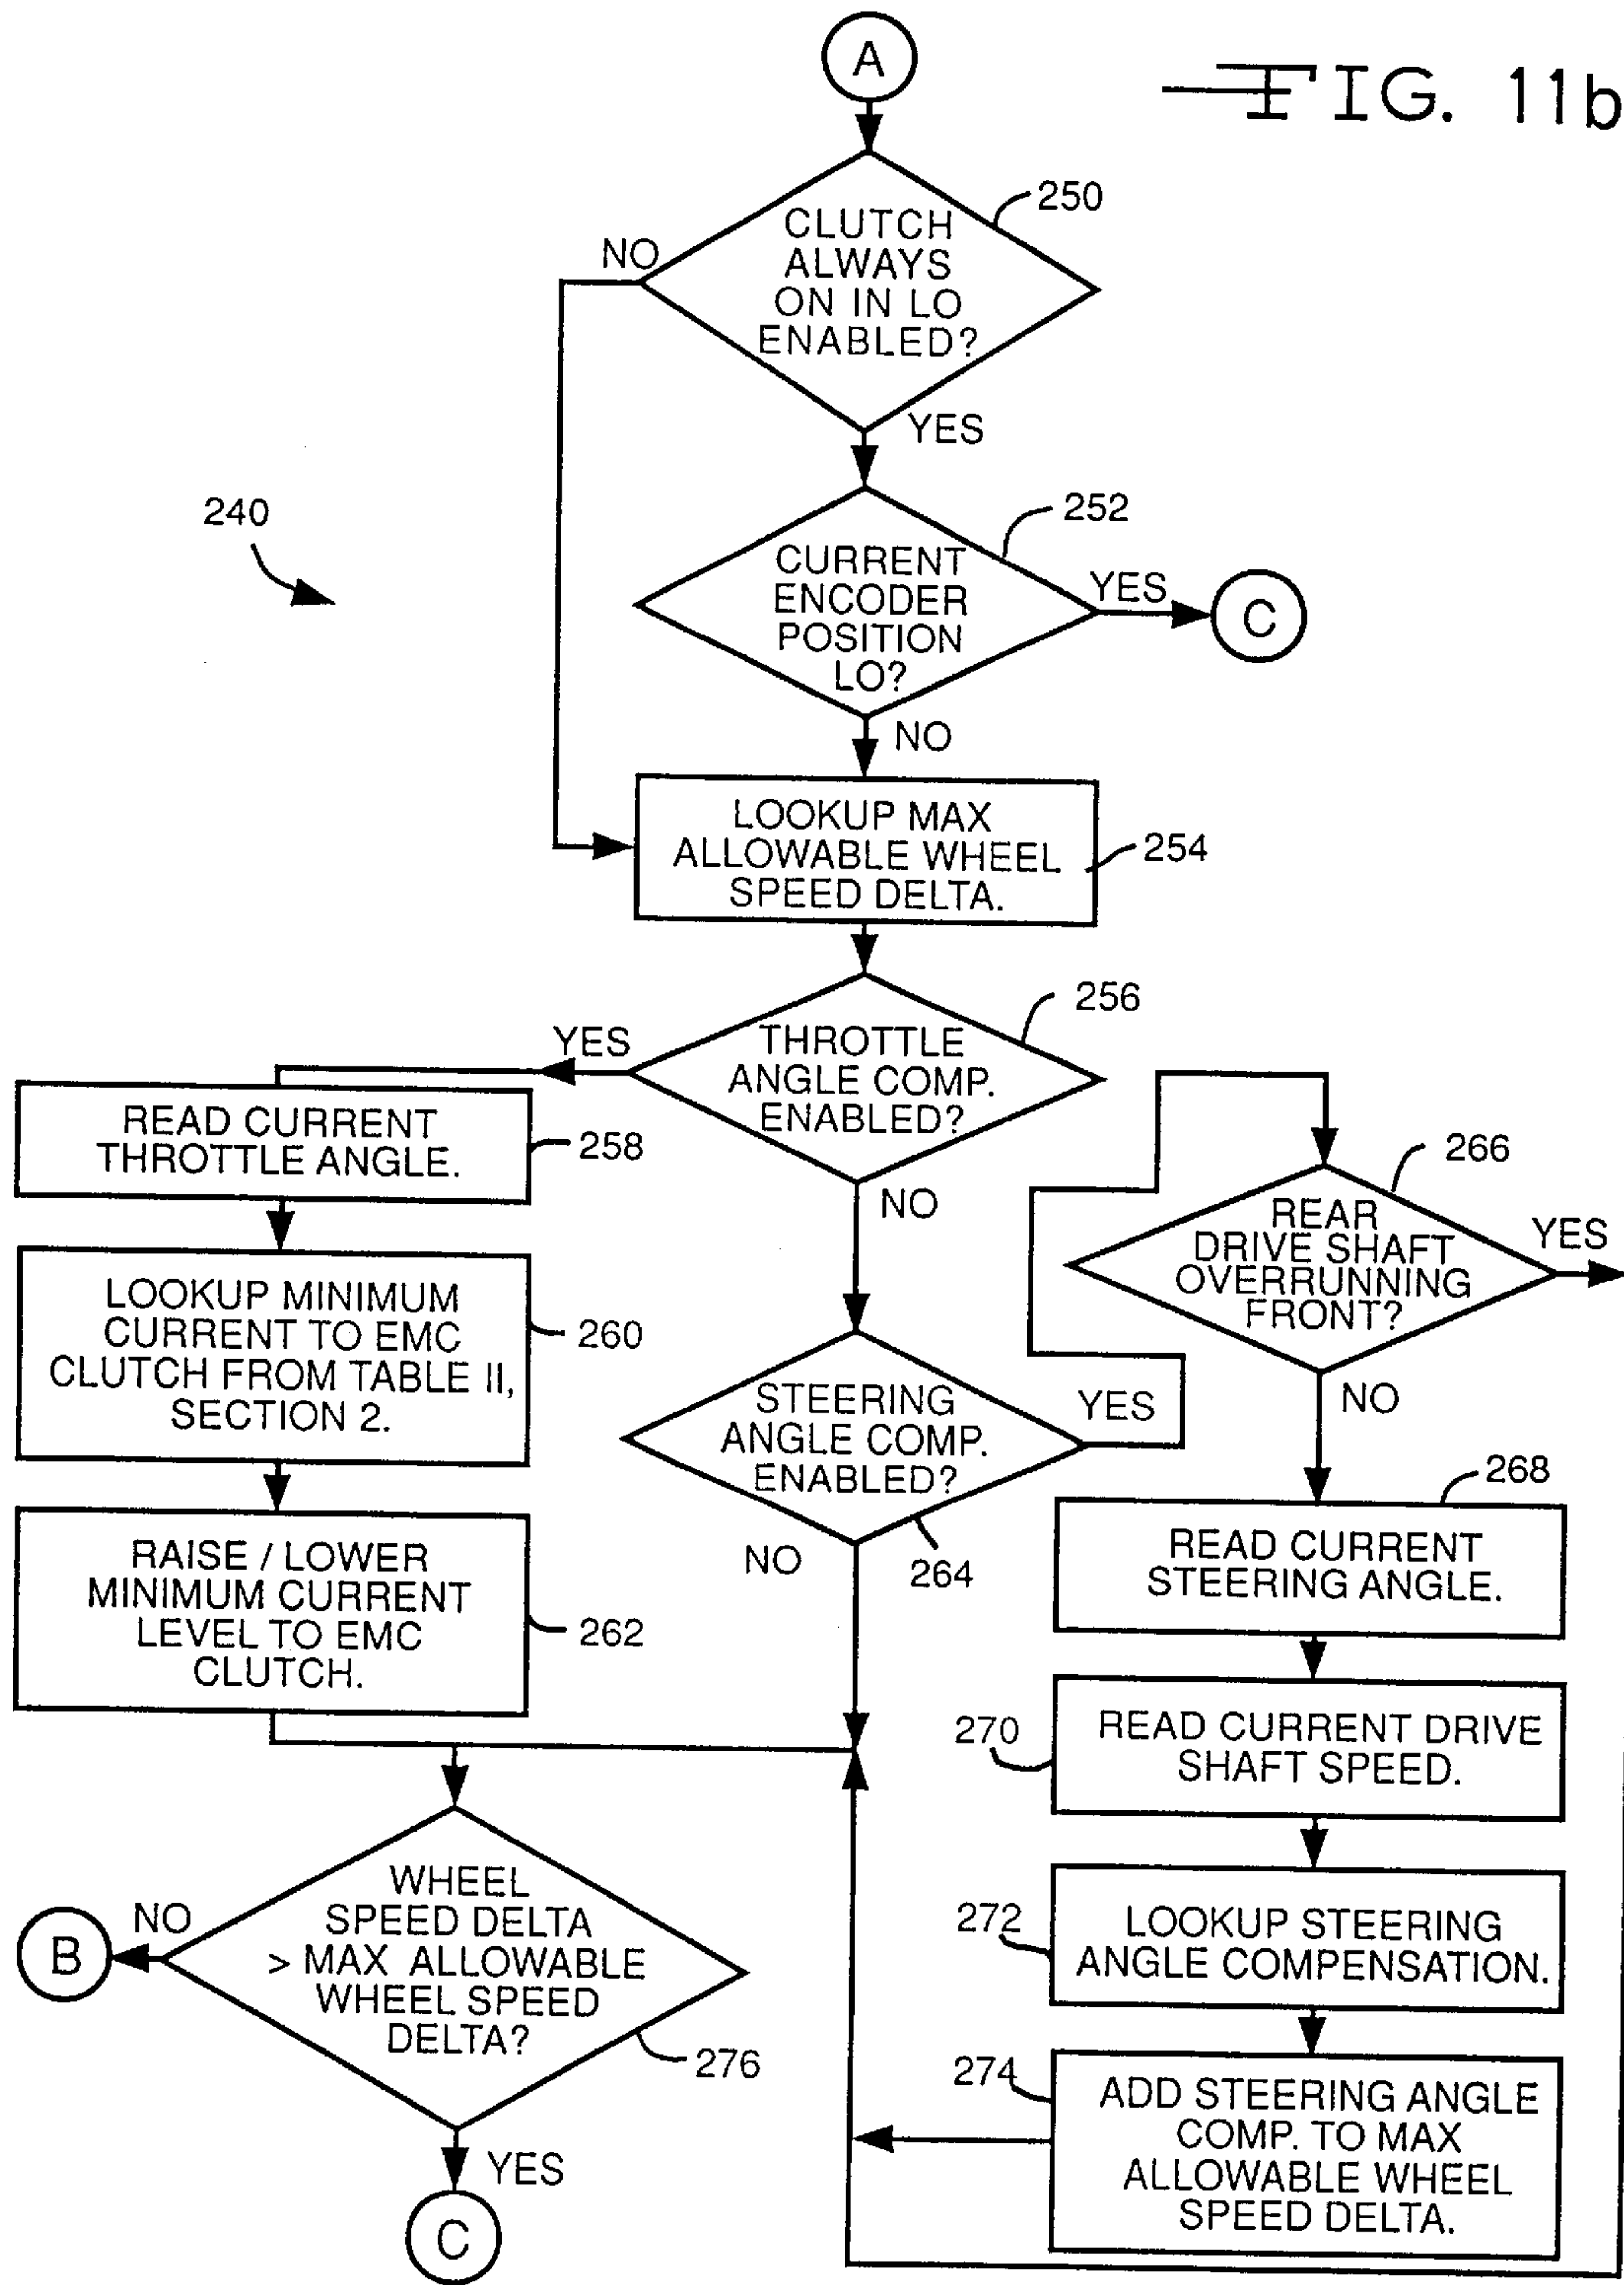 A
FIG. 11b
250
CLUTCH
ALWAYS
ON IN LO
ENABLED?
NO
YES
240
252
CURRENT
ENCODER
POSITION
LO?
YES
C
NO
LOOKUP MAX
ALLOWABLE WHEEL
SPEED DELTA.
254
256
THROTTLE
ANGLE COMP.
ENABLED?
YES
NO
READ CURRENT
THROTTLE ANGLE.
258
LOOKUP MINIMUM
CURRENT TO EMC
CLUTCH FROM TABLE II,
SECTION 2.
260
RAISE / LOWER
MINIMUM CURRENT
LEVEL TO EMC
CLUTCH.
262
STEERING
ANGLE COMP.
ENABLED?
YES
NO
264
266
REAR
DRIVE SHAFT
OVERRUNNING
FRONT?
YES
NO
268
READ CURRENT
STEERING ANGLE.
270
READ CURRENT DRIVE
SHAFT SPEED.
272
LOOKUP STEERING
ANGLE COMPENSATION.
274
ADD STEERING ANGLE
COMP. TO MAX
ALLOWABLE WHEEL
SPEED DELTA.
WHEEL
SPEED DELTA
> MAX ALLOWABLE
WHEEL SPEED
DELTA?
NO
B
276
YES
C